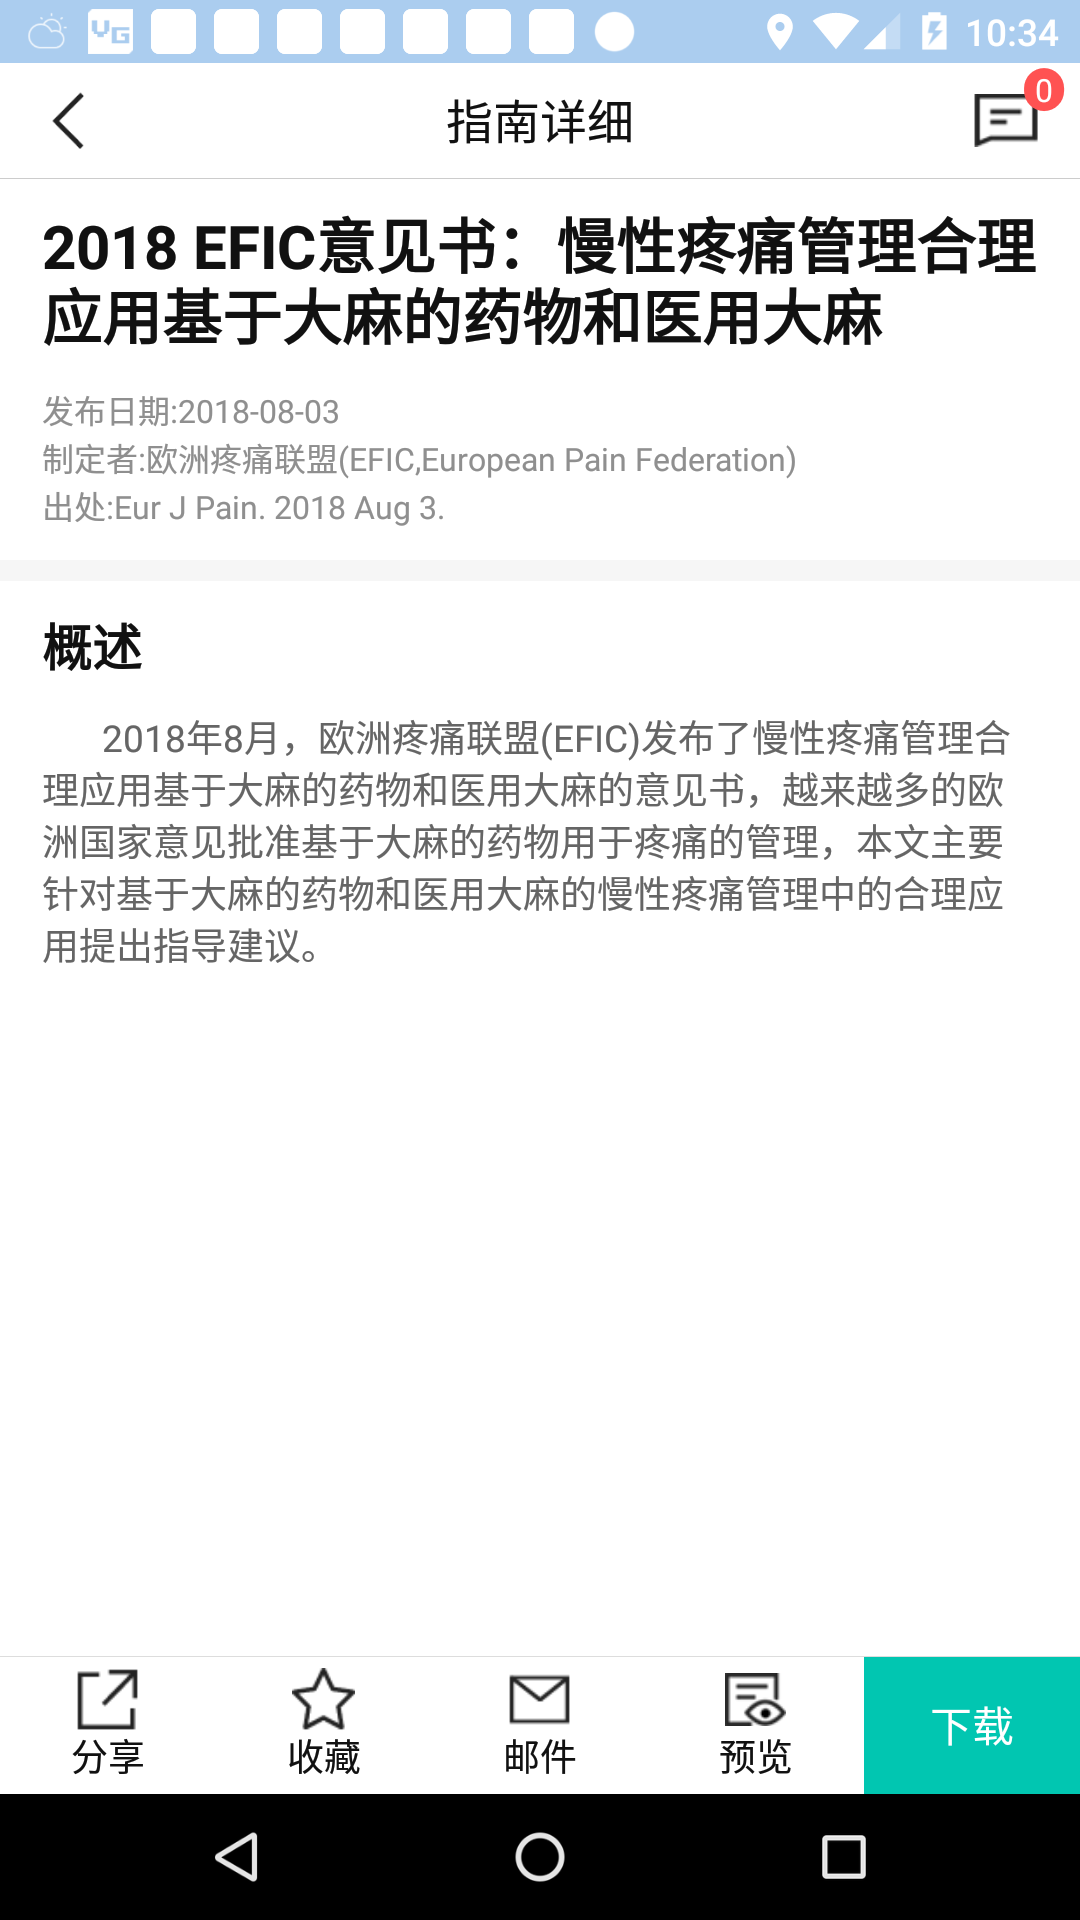 VG
10:34
指南详细
0
2018 EFIC意见书：慢性疼痛管理合理
应用基于大麻的药物和医用大麻
发布日期:2018-08-03
制定者:欧洲疼痛联盟(EFIC,European Pain Federation)
出处:Eur J Pain. 2018 Aug 3.
概述
2018年8月，欧洲疼痛联盟(EFIC)发布了慢性疼痛管理合
理应用基于大麻的药物和医用大麻的意见书，越来越多的欧
洲国家意见批准基于大麻的药物用于疼痛的管理，本文主要
针对基于大麻的药物和医用大麻的慢性疼痛管理中的合理应
用提出指导建议。
分享
收藏
邮件
预览
下载